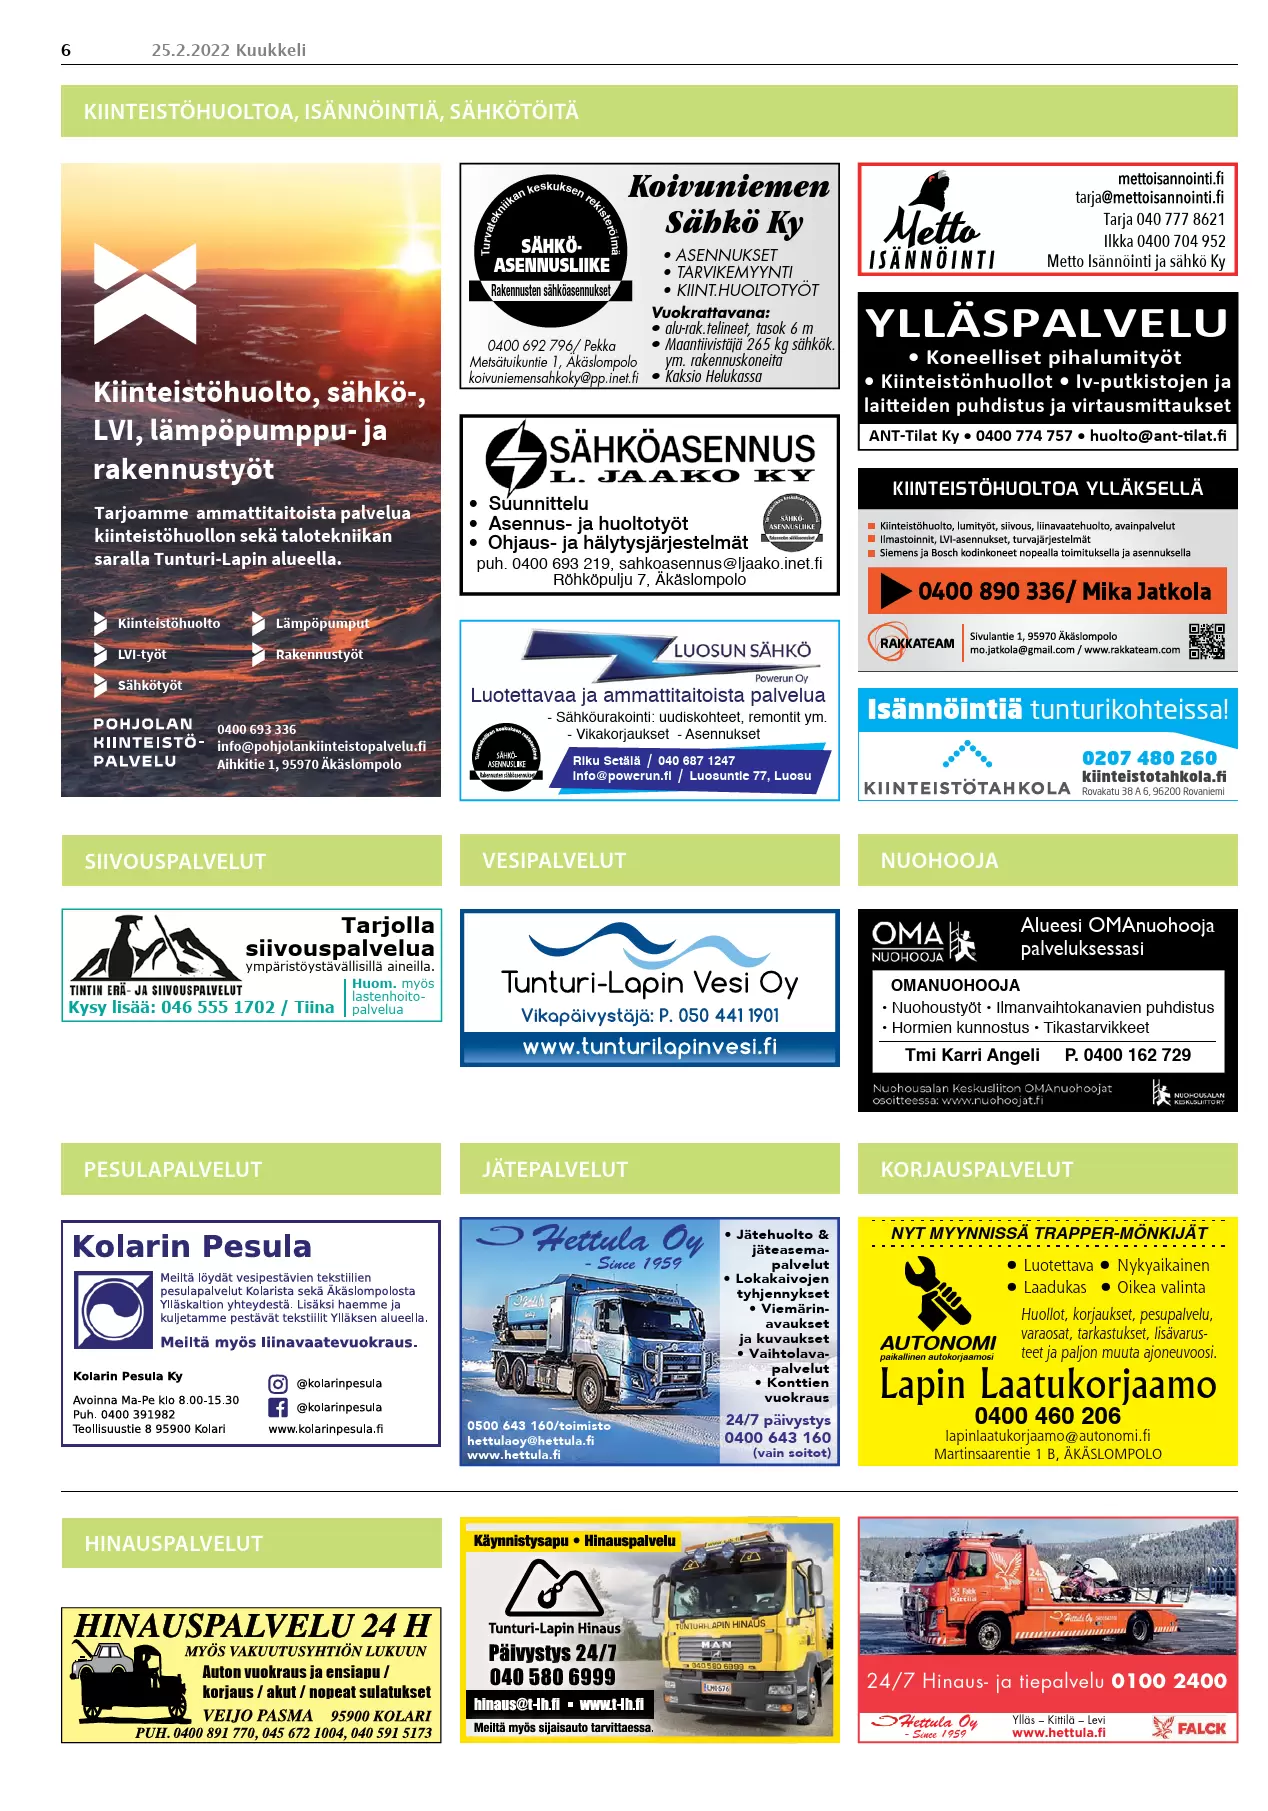 6
25.2.2022 Kuukkeli
KIINTEISTÖHUOLTOA, ISÄNNÖINTIÄ, SÄHKÖTÖITÄ
Kiinteistöhuolto, sähkö-,
LVI, lämpöpumppu- ja
rakennustyöt
Tarjoamme ammattitaitoista palvelua
kiinteistöhuollon sekä talotekniikan
saralla Tunturi-Lapin alueella.
Kiinteistöhuolto
Lämpöpumput
LVI-työt
Rakennustyöt
Sähkötyöt
POHJOLAN
KIINTEISTÖ-
PALVELU
0400 693 336
info@pohjolankiinteistopalvelu.fi
Aihkitie 1, 95970 Äkäslompolo
Turvatekniikan keskuksen rekisteröimä
SÄHKÖ-
ASENNUSLIIKE
Rakennusten sähköasennukset
0400 692 796/ Pekka
Metsätuikuntie 1, Äkäslompolo
koivuniemensahkoky@pp.inet.fi
Koivuniemen
Sähkö Ky
• ASENNUKSET
• TARVIKEMYYNTI
• KIINT.HUOLTOTYÖT
Vuokrattavana:
• alu-rak.telineet, tasok 6 m
• Maantiivistäjä 265 kg sähkök.
ym. rakennuskoneita
• Kaksio Helukassa
SÄHKÖASENNUS
L. JAAKO KY
• Suunnittelu
• Asennus- ja huoltotyöt
• Ohjaus- ja hälytysjärjestelmät
Turvatekniikan keskuksen rekisteröimä
SÄHKÖ-
ASENNUSLIIKE
Rakennusten sähköasennukset
puh. 0400 693 219, sahkoasennus@ljaako.inet.fi
Röhköpulju 7, Äkäslompolo
LUOSUN SÄHKÖ
Powerun Oy
Luotettavaa ja ammattitaitoista palvelua
- Sähköurakointi: uudiskohteet, remontit ym.
- Vikakorjaukset - Asennukset
Turvatekniikan keskuksen rekisteröimä
SÄHKÖ-
ASENNUSLIIKE
Rakennusten sähköasennukset
Riku Setälä / 040 687 1247
info@powerun.fi / Luosuntie 77, Luosu
Metto
ISÄNNÖINTI
mettoisannointi.fi
tarja@mettoisannointi.fi
Tarja 040 777 8621
Ilkka 0400 704 952
Metto Isännöinti ja sähkö Ky
YLLÄSPALVELU
• Koneelliset pihalumityöt
• Kiinteistönhuollot • Iv-putkistojen ja
laitteiden puhdistus ja virtausmittaukset
ANT-Tilat Ky • 0400 774 757 • huolto@ant-tilat.fi
KIINTEISTÖHUOLTOA YLLÄKSELLÄ
Kiinteistöhuolto, lumityöt, siivous, liinavaatehuolto, avainpalvelut
Ilmastoinnit, LVI-asennukset, turvajärjestelmät
Siemens ja Bosch kodinkoneet nopealla toimituksella ja asennuksella
0400 890 336/ Mika Jatkola
RAKKATEAM
Sivulantie 1, 95970 Äkäslompolo
mo.jatkola@gmail.com / www.rakkateam.com
Isännöintiä tunturikohteissa!
KIINTEISTÖTAHKOLA
0207 480 260
kiinteistotahkola.fi
Rovakatu 38 A 6, 96200 Rovaniemi
SIIVOUSPALVELUT
TINTIN ERÄ- JA SIIVOUSPALVELUT
Tarjolla
siivouspalvelua
ympäristöystävällisillä aineilla.
Kysy lisää: 046 555 1702 / Tiina
Huom. myös
lastenhoito-
palvelua
VESIPALVELUT
Tunturi-Lapin Vesi Oy
Vikapäivystäjä: P. 050 441 1901
www.tunturilapinvesi.fi
NUOHOOJA
OMA
NUOHOOJA
Alueesi OMAnuohooja
palveluksessasi
OMANUOHOOJA
• Nuohoustyöt • Ilmanvaihtokanavien puhdistus
• Hormien kunnostus • Tikastarvikkeet
Tmi Karri Angeli P. 0400 162 729
Nuohousalan Keskusliiton OMAnuohoojat
osoitteessa: www.nuohoojat.fi
NUOHOUSALAN
KESKUSLIITTO RY
PESULAPALVELUT
Kolarin Pesula
Meiltä löydät vesipestävien tekstiilien
pesulapalvelut Kolarista sekä Äkäslompolosta
Ylläskaltion yhteydestä. Lisäksi haemme ja
kuljetamme pestävät tekstiilit Ylläksen alueella.
Meiltä myös liinavaatevuokraus.
Kolarin Pesula Ky
Avoinna Ma-Pe klo 8.00-15.30
Puh. 0400 391982
Teollisuustie 8 95900 Kolari
@kolarinpesula
@kolarinpesula
www.kolarinpesula.fi
JÄTEPALVELUT
Hettula Oy
- Since 1959
• Jätehuolto &
jäteasema-
palvelut
• Lokakaivojen
tyhjennykset
• Viemärin-
avaukset
ja kuvaukset
• Vaihtolava-
palvelut
• Konttien
vuokraus
24/7 päivystys
0400 643 160
(vain soitot)
0500 643 160/toimisto
hettulaoy@hettula.fi
www.hettula.fi
KORJAUSPALVELUT
NYT MYYNNISSÄ TRAPPER-MÖNKIJÄT
• Luotettava • Nykyaikainen
• Laadukas • Oikea valinta
Huollot, korjaukset, pesupalvelu,
varaosat, tarkastukset, lisävarus-
teet ja paljon muuta ajoneuvoosi.
AUTONOMI
paikallinen autokorjaamosi
Lapin Laatukorjaamo
0400 460 206
lapinlaatukorjaamo@autonomi.fi
Martinsaarentie 1 B, ÄKÄSLOMPOLO
HINAUSPALVELUT
HINAUSPALVELU 24 H
MYÖS VAKUUTUSYHTIÖN LUKUUN
Auton vuokraus ja ensiapu /
korjaus / akut / nopeat sulatukset
VEIJO PASMA 95900 KOLARI
PUH. 0400 891 770, 045 672 1004, 040 591 5173
Käynnistysapu • Hinauspalvelu
Tunturi-Lapin Hinaus
Päivystys 24/7
040 580 6999
hinaus@t-lh.fi ▪ www.t-lh.fi
Meiltä myös sijaisauto tarvittaessa.
TUNTURI-LAPIN HINAUS
MAN
040 580 6999
24/7 Hinaus- ja tiepalvelu 0100 2400
Hettula Oy
- Since 1959
Ylläs – Kittilä – Levi
www.hettula.fi
FALCK